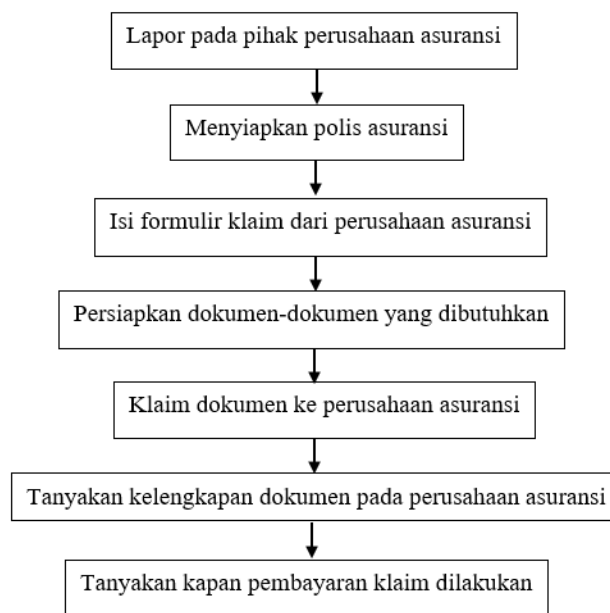 Lapor pada pihak perusahaan asuransi
Menyiapkan polis asuransi
Isi formulir klaim dari perusahaan asuransi
Persiapkan dokumen-dokumen yang dibutuhkan
Klaim dokumen ke perusahaan asuransi
Tanyakan kelengkapan dokumen pada perusahaan asuransi
Tanyakan kapan pembayaran klaim dilakukan